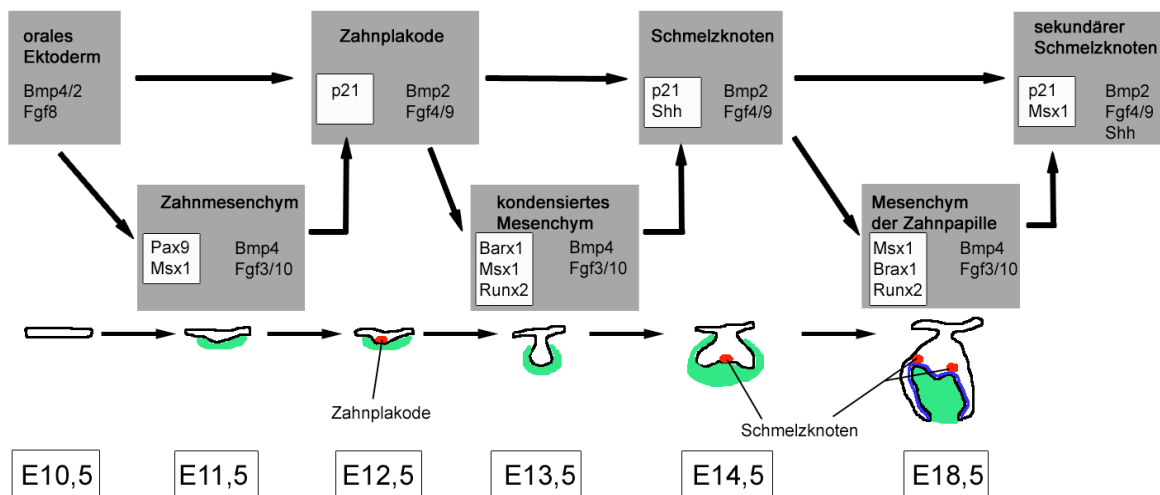 orales
Ektoderm
Bmp4/2
Fgf8
Zahnplakode
p21
Bmp2
Fgf4/9
Schmelzknoten
p21
Shh
Bmp2
Fgf4/9
sekundärer
Schmelzknoten
p21
Msx1
Bmp2
Fgf4/9
Shh
Zahnmesenchym
Pax9
Msx1
Bmp4
Fgf3/10
kondensiertes
Mesenchym
Barx1
Msx1
Runx2
Bmp4
Fgf3/10
Mesenchym
der Zahnpapille
Msx1
Brax1
Runx2
Bmp4
Fgf3/10
Zahnplakode
Schmelzknoten
E10,5
E11,5
E12,5
E13,5
E14,5
E18,5